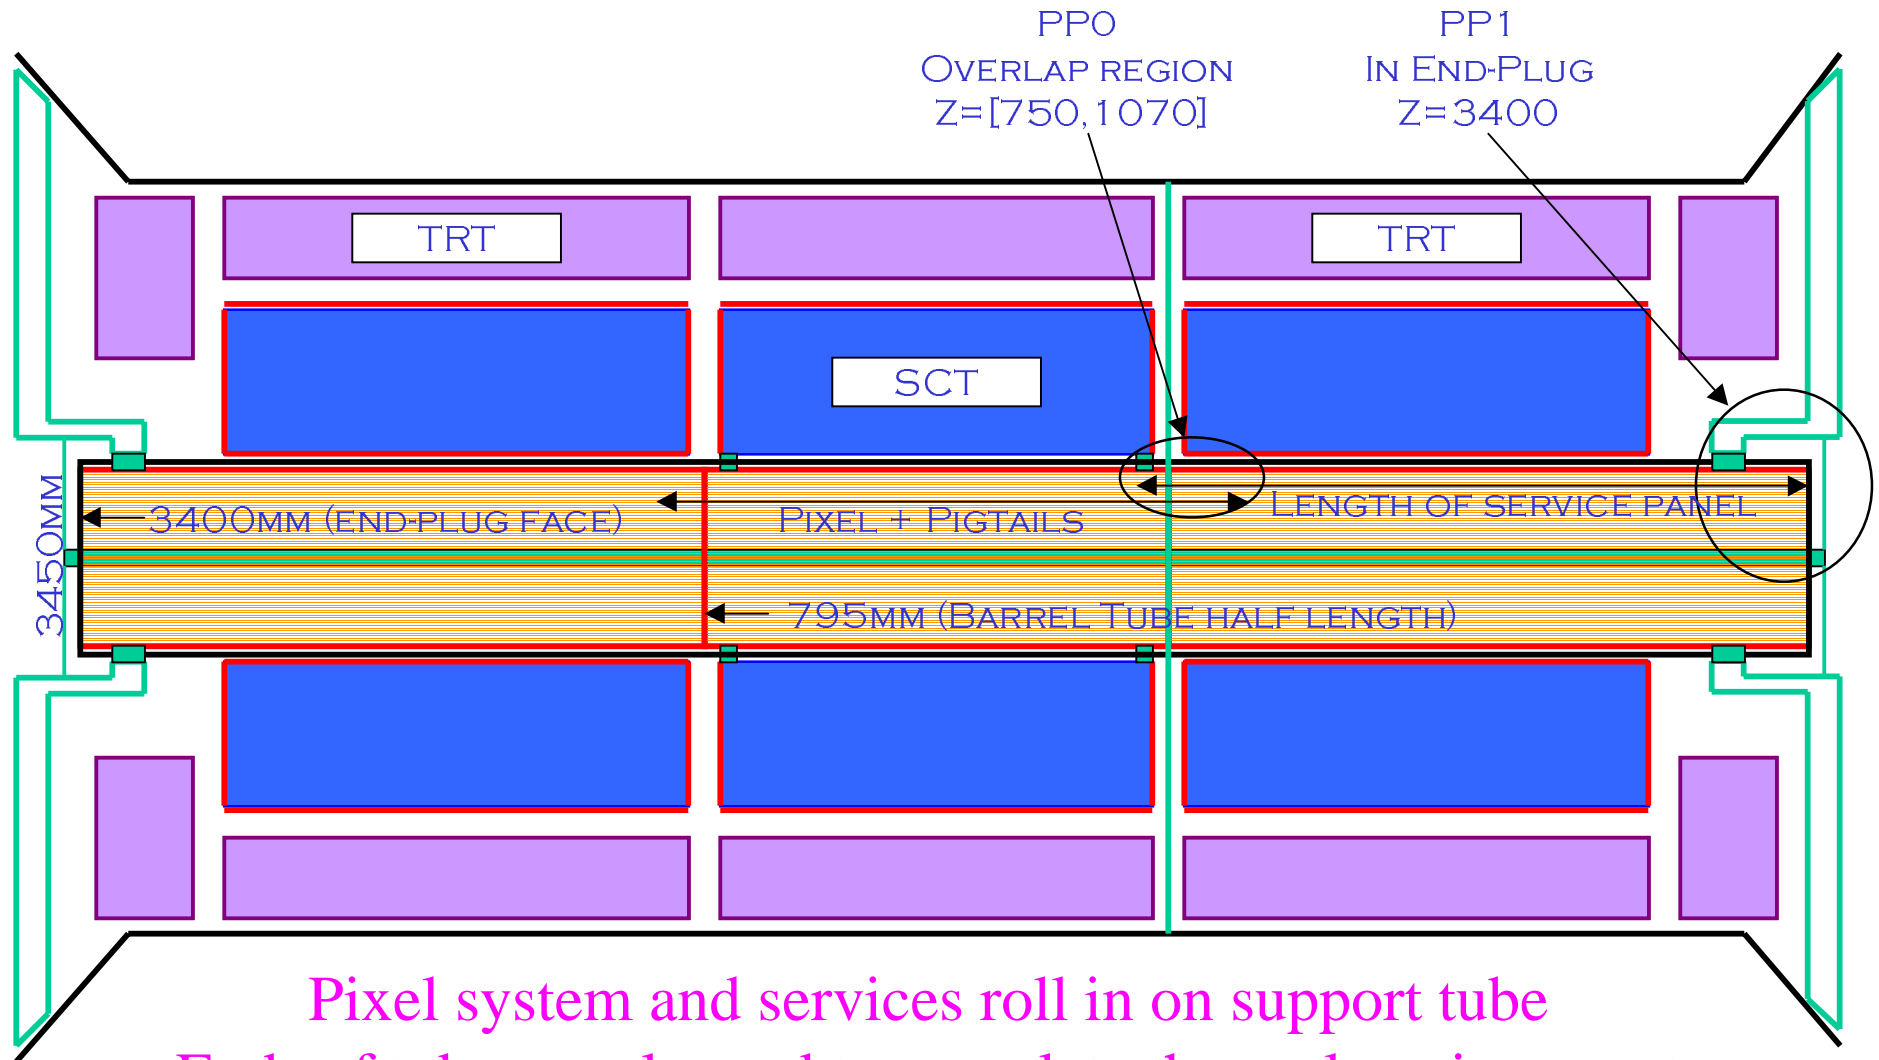 PP0
OVERLAP REGION
Z=[750,1070]
PP1
IN END-PLUG
Z=3400
TRT
TRT
SCT
3450MM
3400MM (END-PLUG FACE)
PIXEL + PIGTAILS
LENGTH OF SERVICE PANEL
795MM (BARREL TUBE HALF LENGTH)
Pixel system and services roll in on support tube